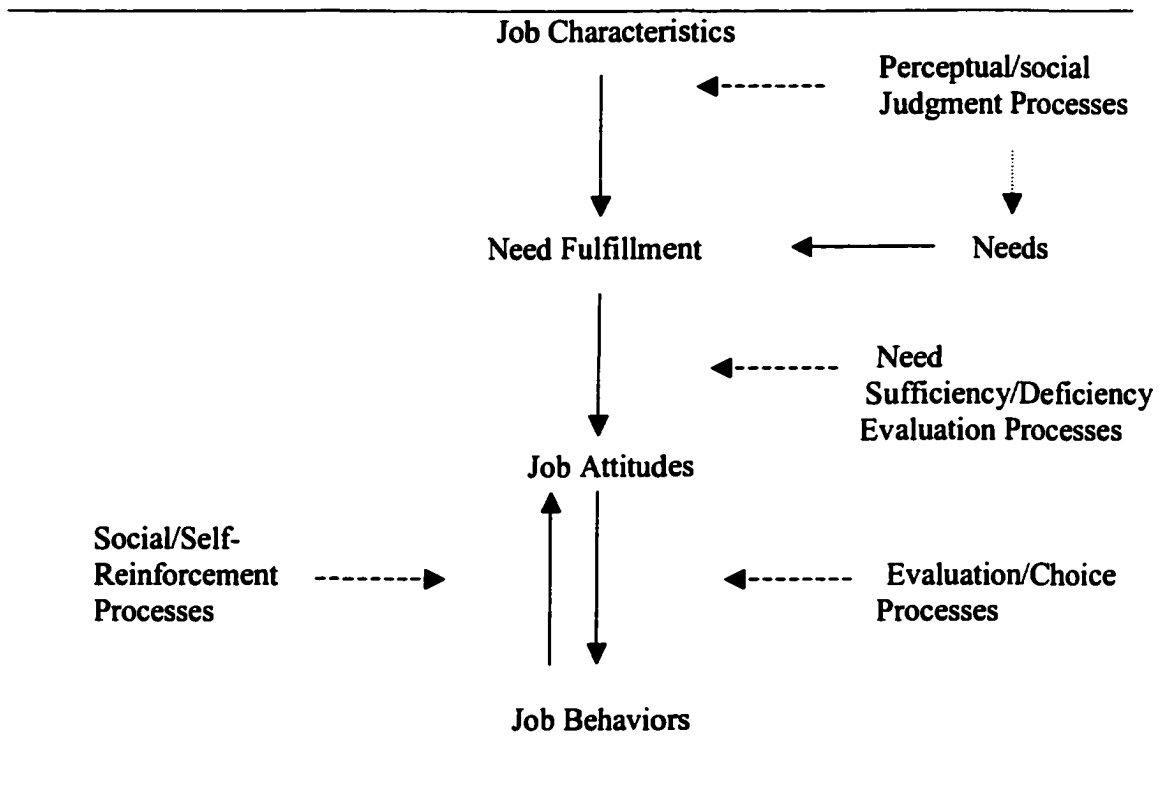 Job Characteristics
Perceptual/social
Judgment Processes
Need Fulfillment
Needs
Need
Sufficiency/Deficiency
Evaluation Processes
Job Attitudes
Social/Self-
Reinforcement
Processes
Evaluation/Choice
Processes
Job Behaviors